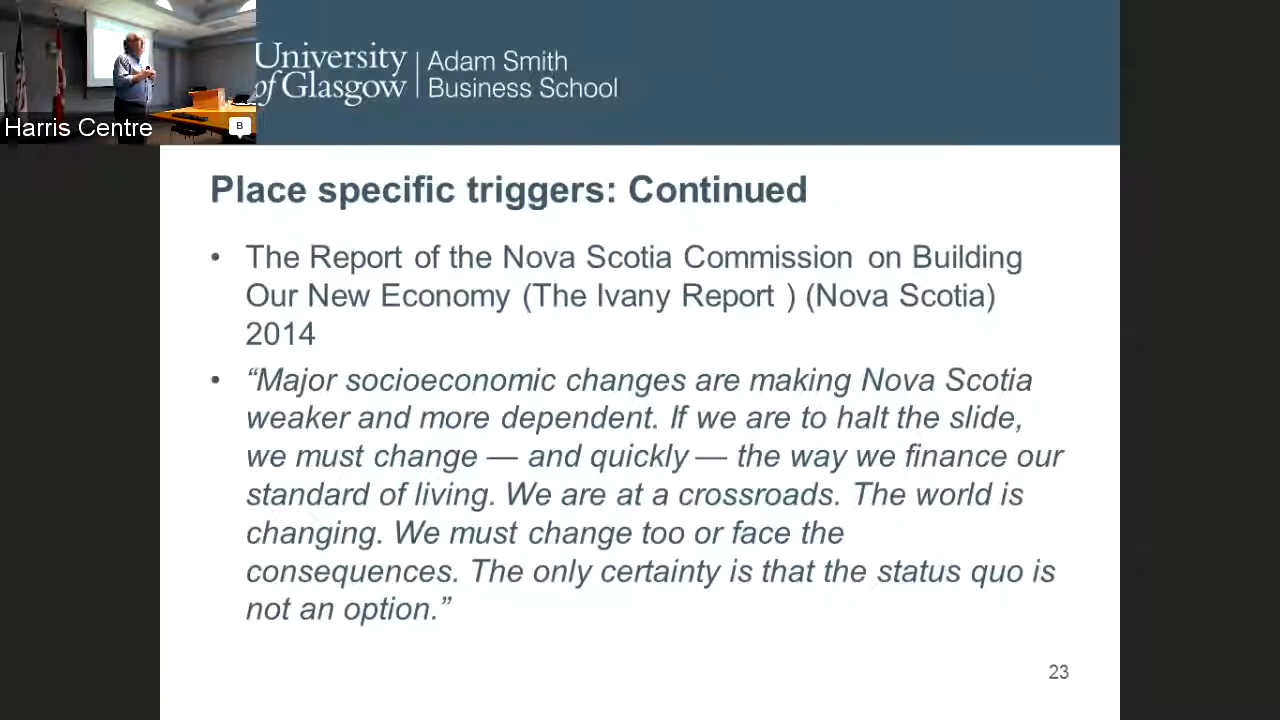 University
of Glasgow
Adam Smith
Business School
Harris Centre
B
Place specific triggers: Continued
• The Report of the Nova Scotia Commission on Building
Our New Economy (The Ivany Report ) (Nova Scotia)
2014
• “Major socioeconomic changes are making Nova Scotia
weaker and more dependent. If we are to halt the slide,
we must change — and quickly — the way we finance our
standard of living. We are at a crossroads. The world is
changing. We must change too or face the
consequences. The only certainty is that the status quo is
not an option.”
23